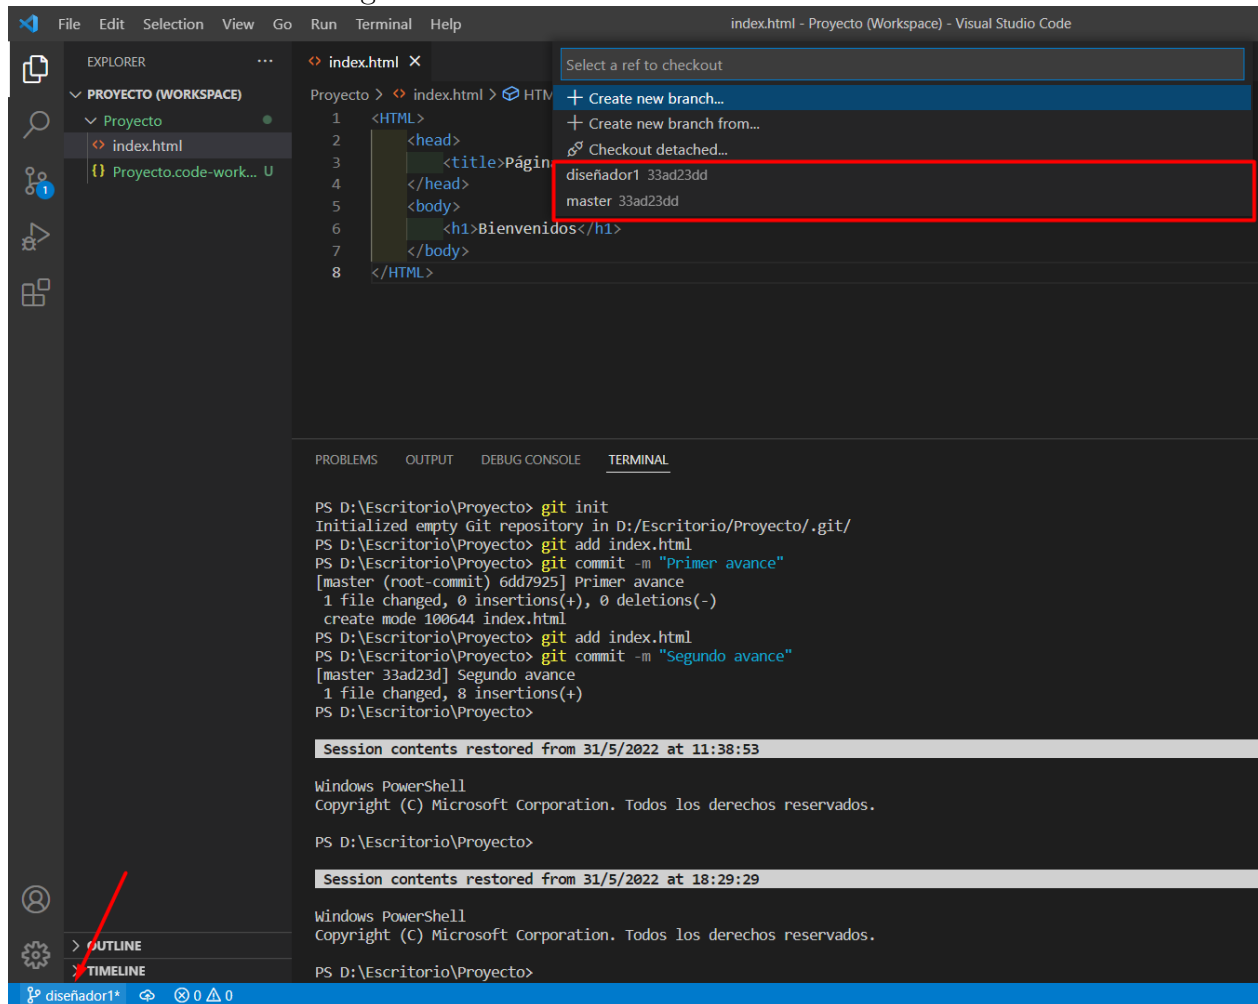 File Edit Selection View Go Run Terminal Help index.html - Proyecto (Workspace) - Visual Studio Code
EXPLORER ···
PROYECTO (WORKSPACE)
Proyecto
index.html
Proyecto.code-work... U
1
index.html
Proyecto > index.html > HTM
Select a ref to checkout
+ Create new branch...
+ Create new branch from...
Checkout detached...
diseñador1 33ad23dd
master 33ad23dd
1 <HTML>
2 <head>
3 <title>Págin
4 </head>
5 <body>
6 <h1>Bienvenidos</h1>
7 </body>
8 </HTML>
PROBLEMS OUTPUT DEBUG CONSOLE TERMINAL
PS D:\Escritorio\Proyecto> git init
Initialized empty Git repository in D:/Escritorio/Proyecto/.git/
PS D:\Escritorio\Proyecto> git add index.html
PS D:\Escritorio\Proyecto> git commit -m "Primer avance"
[master (root-commit) 6dd7925] Primer avance
1 file changed, 0 insertions(+), 0 deletions(-)
create mode 100644 index.html
PS D:\Escritorio\Proyecto> git add index.html
PS D:\Escritorio\Proyecto> git commit -m "Segundo avance"
[master 33ad23d] Segundo avance
1 file changed, 8 insertions(+)
PS D:\Escritorio\Proyecto>
Session contents restored from 31/5/2022 at 11:38:53
Windows PowerShell
Copyright (C) Microsoft Corporation. Todos los derechos reservados.
PS D:\Escritorio\Proyecto>
Session contents restored from 31/5/2022 at 18:29:29
Windows PowerShell
Copyright (C) Microsoft Corporation. Todos los derechos reservados.
PS D:\Escritorio\Proyecto>
OUTLINE
TIMELINE
diseñador1* 0 0